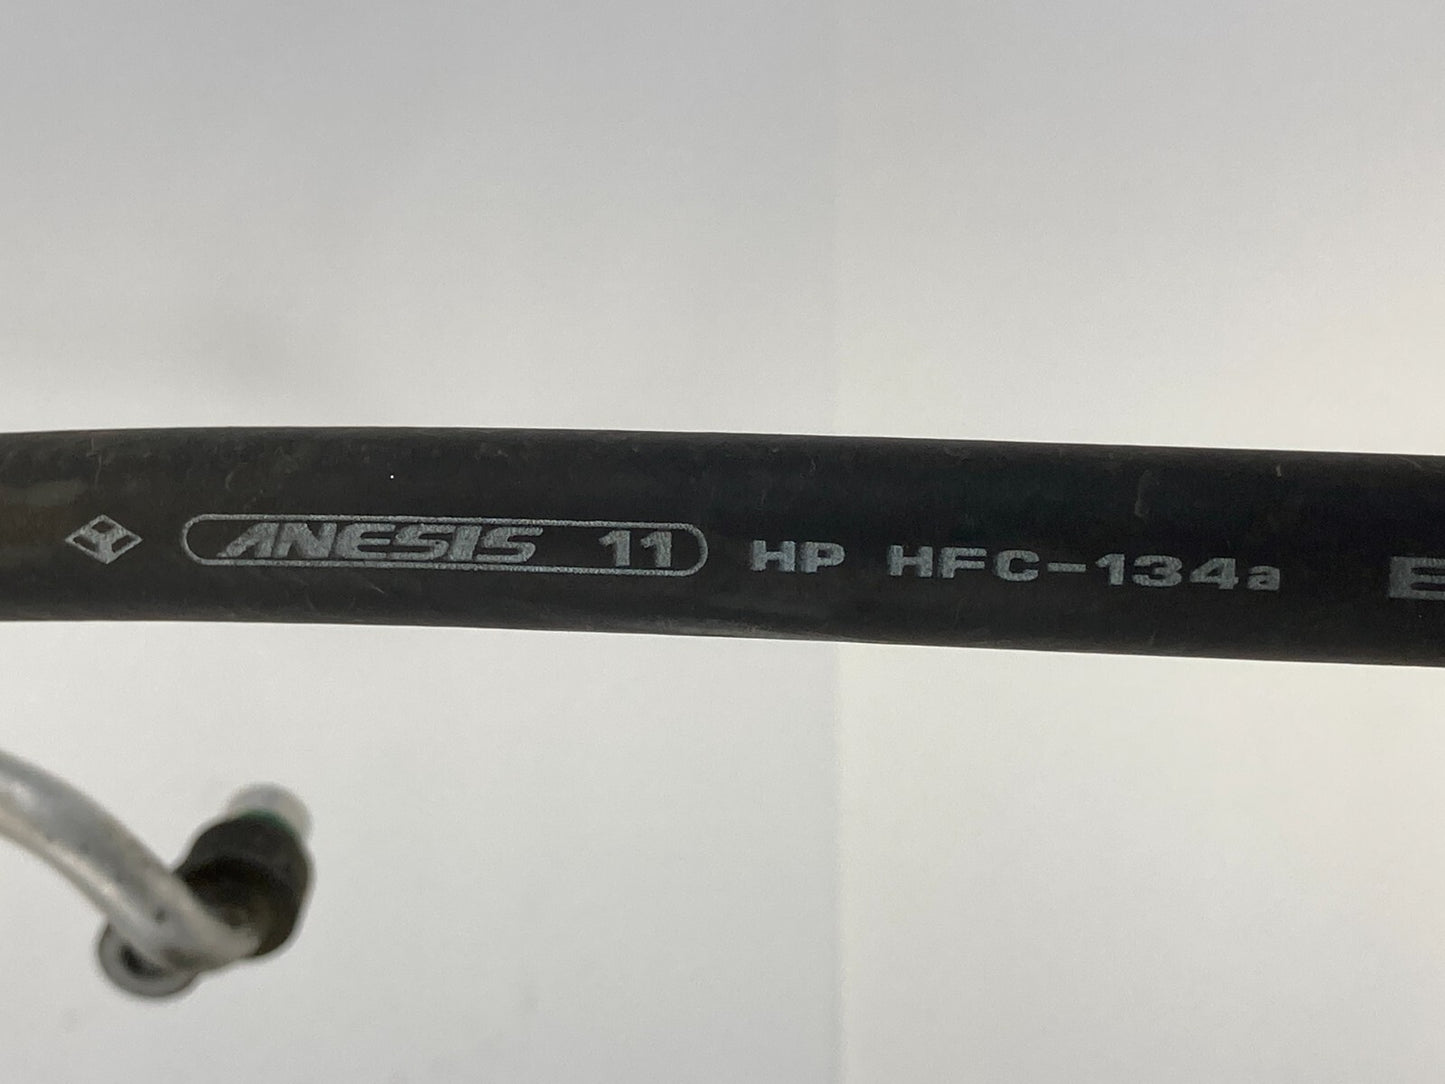 ANESIS 11 HP HFC-134a